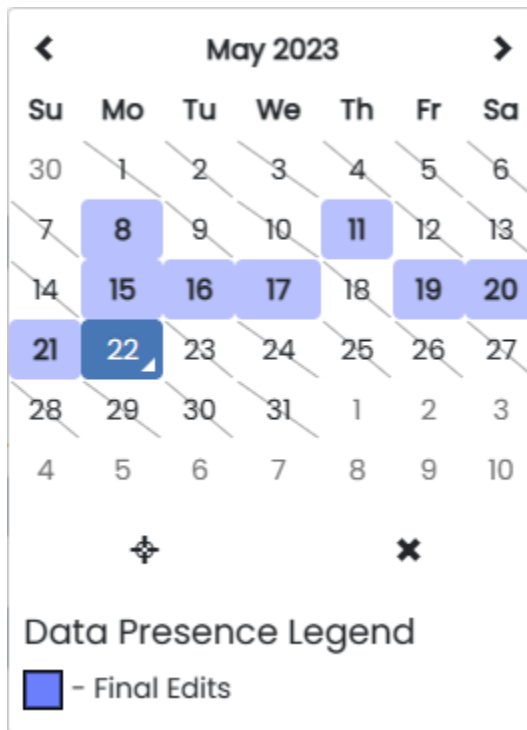 May 2023
Su Mo Tu We Th Fr Sa
30 1 2 3 4 5 6
7 8 9 10 11 12 13
14 15 16 17 18 19 20
21 22 23 24 25 26 27
28 29 30 31 1 2 3
4 5 6 7 8 9 10
Data Presence Legend
- Final Edits